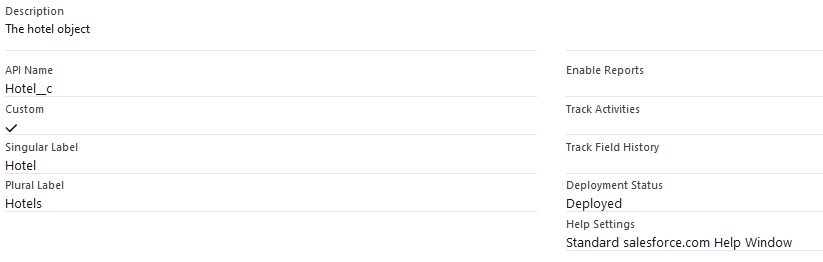 Description
The hotel object
API Name
Hotel__c
Custom
Singular Label
Hotel
Plural Label
Hotels
Enable Reports
Track Activities
Track Field History
Deployment Status
Deployed
Help Settings
Standard salesforce.com Help Window